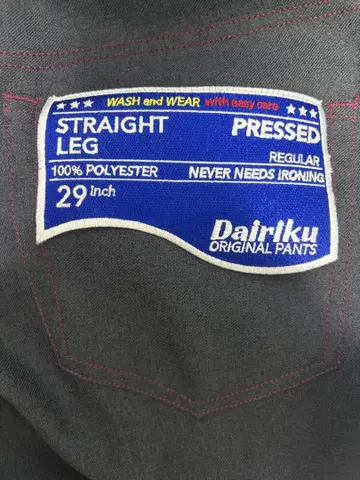 WASH and WEAR with easy care
STRAIGHT LEG
PRESSED
REGULAR
100% POLYESTER
NEVER NEEDS IRONING
29 Inch
Dairiku
ORIGINAL PANTS